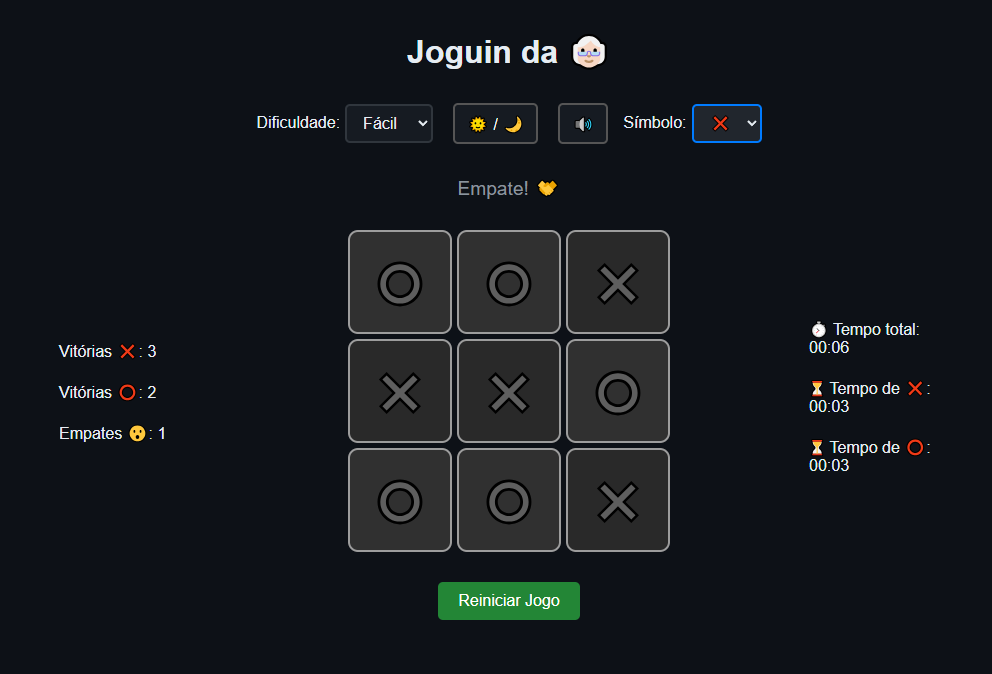 Joguin da 👵🏻
Dificuldade: Fácil 🌞 / 🌙 🔊 Símbolo: ❌
Empate! 🤝
⭕ ⭕ ❌
❌ ❌ ⭕
⭕ ⭕ ❌
Vitórias ❌ : 3
Vitórias ⭕ : 2
Empates 😮 : 1
⏱️ Tempo total:
00:06
⏳ Tempo de ❌ :
00:03
⏳ Tempo de ⭕ :
00:03
Reiniciar Jogo